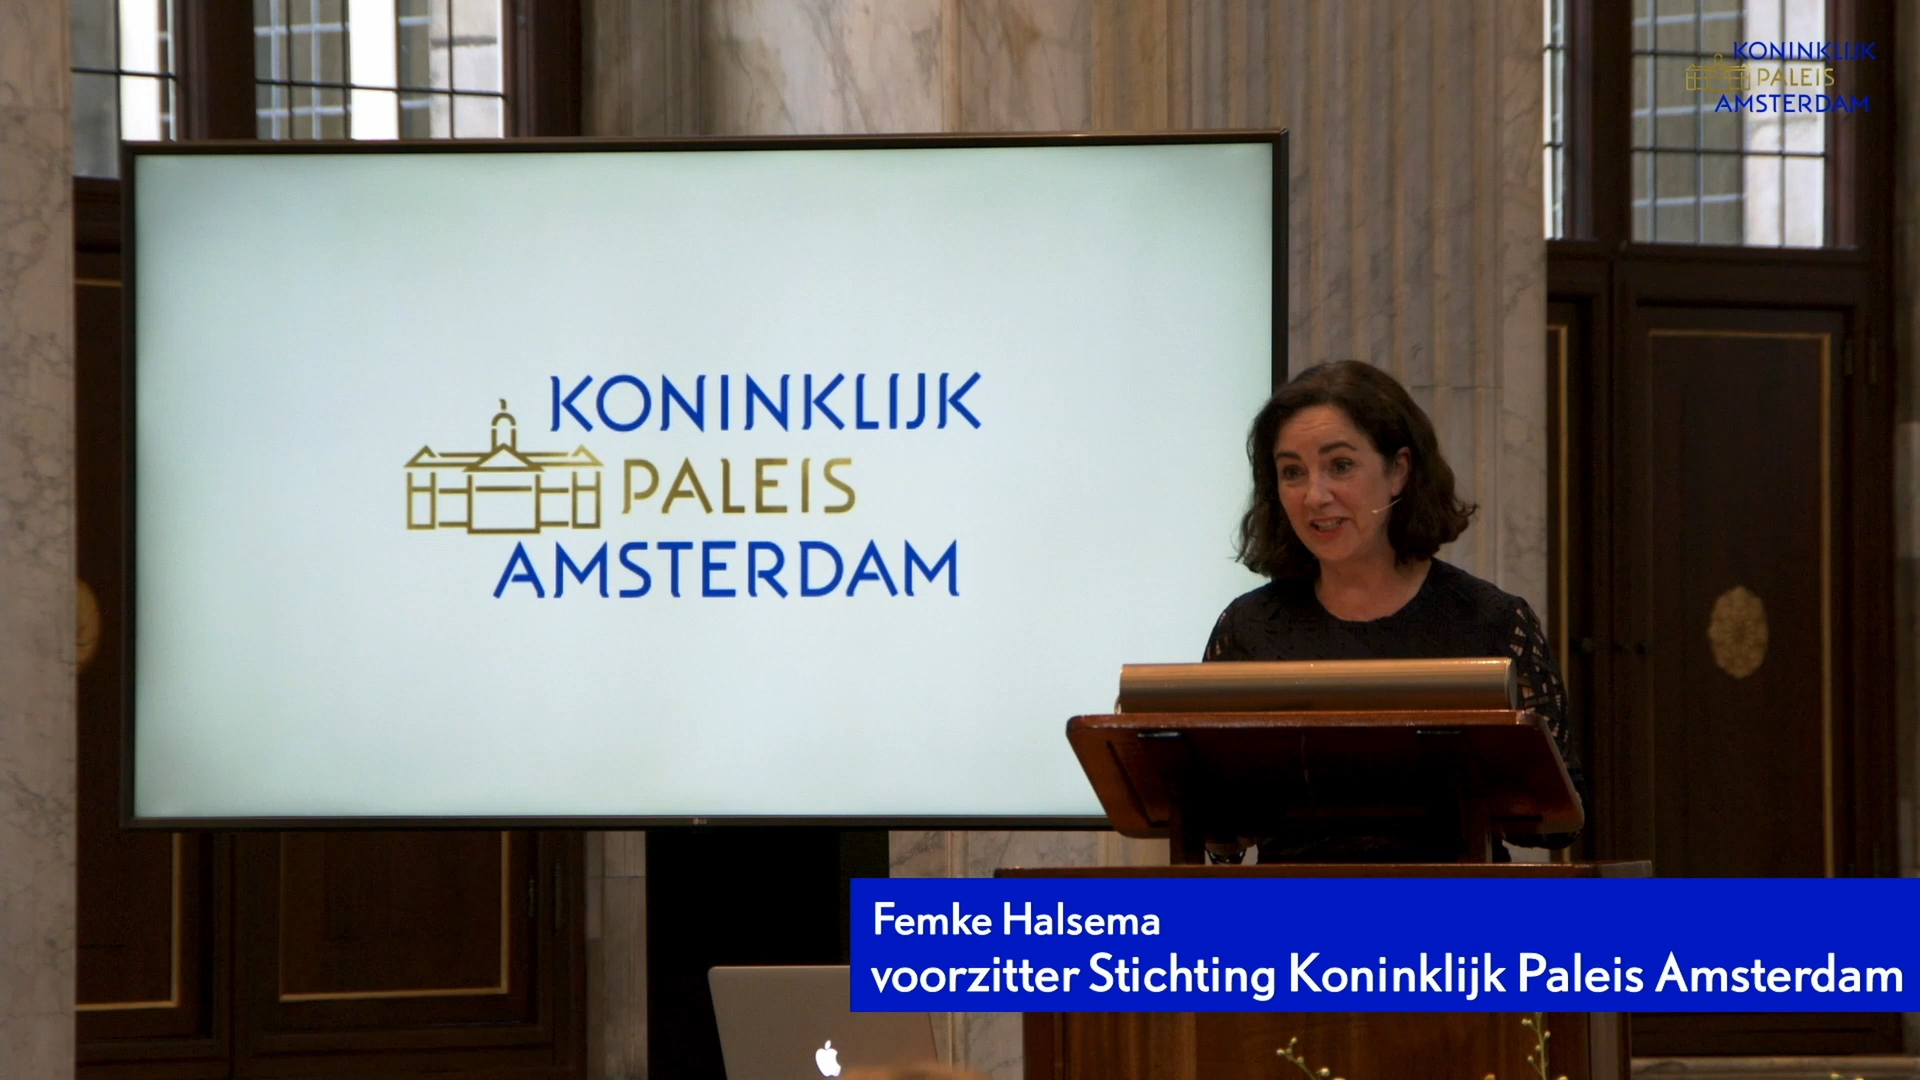 KONINKLIJK
PALEIS
AMSTERDAM
KONINKLIJK
PALEIS
AMSTERDAM
Femke Halsema
voorzitter Stichting Koninklijk Paleis Amsterdam